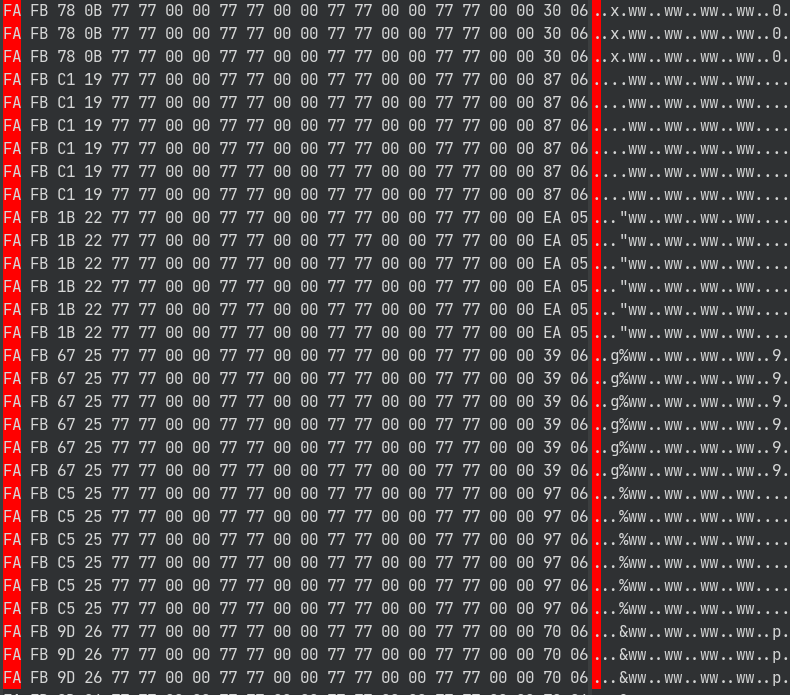 FA FB 78 0B 77 77 00 00 77 77 00 00 77 77 00 00 77 77 00 00 30 06 ..x.ww..ww..ww..ww..0.
FA FB 78 0B 77 77 00 00 77 77 00 00 77 77 00 00 77 77 00 00 30 06 ..x.ww..ww..ww..ww..0.
FA FB 78 0B 77 77 00 00 77 77 00 00 77 77 00 00 77 77 00 00 30 06 ..x.ww..ww..ww..ww..0.
FA FB C1 19 77 77 00 00 77 77 00 00 77 77 00 00 77 77 00 00 87 06 ....ww..ww..ww..ww....
FA FB C1 19 77 77 00 00 77 77 00 00 77 77 00 00 77 77 00 00 87 06 ....ww..ww..ww..ww....
FA FB C1 19 77 77 00 00 77 77 00 00 77 77 00 00 77 77 00 00 87 06 ....ww..ww..ww..ww....
FA FB C1 19 77 77 00 00 77 77 00 00 77 77 00 00 77 77 00 00 87 06 ....ww..ww..ww..ww....
FA FB C1 19 77 77 00 00 77 77 00 00 77 77 00 00 77 77 00 00 87 06 ....ww..ww..ww..ww....
FA FB C1 19 77 77 00 00 77 77 00 00 77 77 00 00 77 77 00 00 87 06 ....ww..ww..ww..ww....
FA FB 1B 22 77 77 00 00 77 77 00 00 77 77 00 00 77 77 00 00 EA 05 ..."ww..ww..ww..ww....
FA FB 1B 22 77 77 00 00 77 77 00 00 77 77 00 00 77 77 00 00 EA 05 ..."ww..ww..ww..ww....
FA FB 1B 22 77 77 00 00 77 77 00 00 77 77 00 00 77 77 00 00 EA 05 ..."ww..ww..ww..ww....
FA FB 1B 22 77 77 00 00 77 77 00 00 77 77 00 00 77 77 00 00 EA 05 ..."ww..ww..ww..ww....
FA FB 1B 22 77 77 00 00 77 77 00 00 77 77 00 00 77 77 00 00 EA 05 ..."ww..ww..ww..ww....
FA FB 1B 22 77 77 00 00 77 77 00 00 77 77 00 00 77 77 00 00 EA 05 ..."ww..ww..ww..ww....
FA FB 67 25 77 77 00 00 77 77 00 00 77 77 00 00 77 77 00 00 39 06 ..g%ww..ww..ww..ww..9.
FA FB 67 25 77 77 00 00 77 77 00 00 77 77 00 00 77 77 00 00 39 06 ..g%ww..ww..ww..ww..9.
FA FB 67 25 77 77 00 00 77 77 00 00 77 77 00 00 77 77 00 00 39 06 ..g%ww..ww..ww..ww..9.
FA FB 67 25 77 77 00 00 77 77 00 00 77 77 00 00 77 77 00 00 39 06 ..g%ww..ww..ww..ww..9.
FA FB 67 25 77 77 00 00 77 77 00 00 77 77 00 00 77 77 00 00 39 06 ..g%ww..ww..ww..ww..9.
FA FB 67 25 77 77 00 00 77 77 00 00 77 77 00 00 77 77 00 00 39 06 ..g%ww..ww..ww..ww..9.
FA FB C5 25 77 77 00 00 77 77 00 00 77 77 00 00 77 77 00 00 97 06 ...%ww..ww..ww..ww....
FA FB C5 25 77 77 00 00 77 77 00 00 77 77 00 00 77 77 00 00 97 06 ...%ww..ww..ww..ww....
FA FB C5 25 77 77 00 00 77 77 00 00 77 77 00 00 77 77 00 00 97 06 ...%ww..ww..ww..ww....
FA FB C5 25 77 77 00 00 77 77 00 00 77 77 00 00 77 77 00 00 97 06 ...%ww..ww..ww..ww....
FA FB C5 25 77 77 00 00 77 77 00 00 77 77 00 00 77 77 00 00 97 06 ...%ww..ww..ww..ww....
FA FB C5 25 77 77 00 00 77 77 00 00 77 77 00 00 77 77 00 00 97 06 ...%ww..ww..ww..ww....
FA FB 9D 26 77 77 00 00 77 77 00 00 77 77 00 00 77 77 00 00 70 06 ...&ww..ww..ww..ww..p.
FA FB 9D 26 77 77 00 00 77 77 00 00 77 77 00 00 77 77 00 00 70 06 ...&ww..ww..ww..ww..p.
FA FB 9D 26 77 77 00 00 77 77 00 00 77 77 00 00 77 77 00 00 70 06 ...&ww..ww..ww..ww..p.